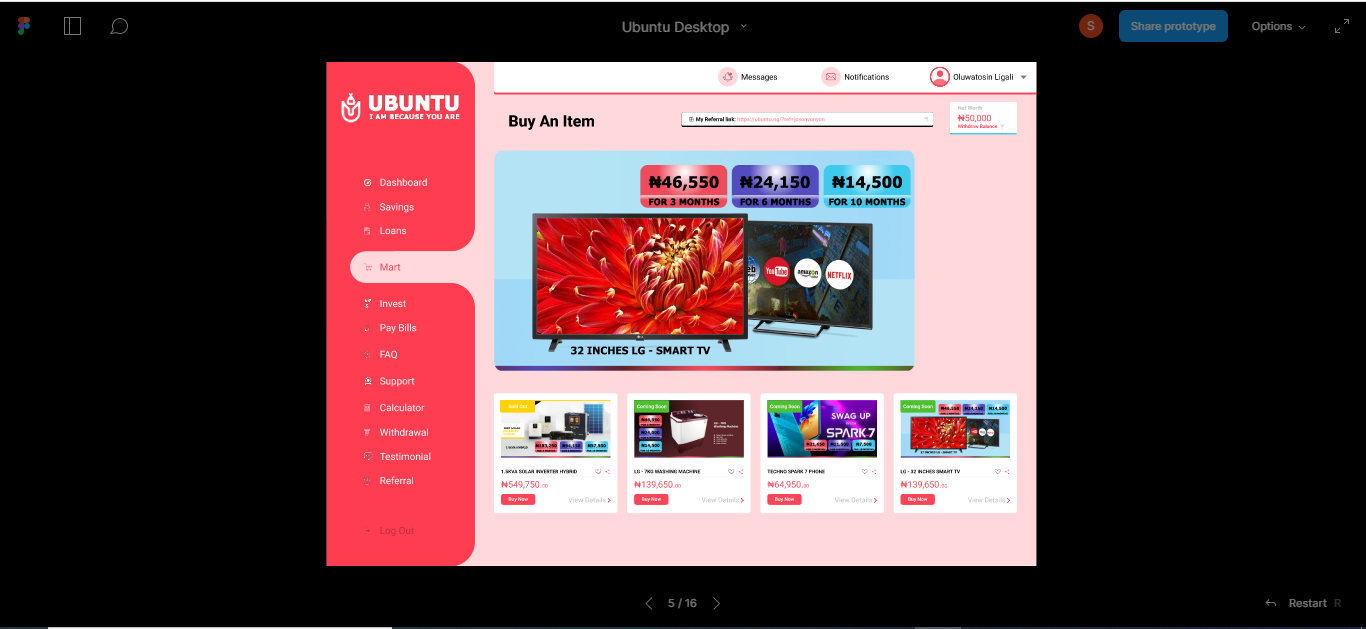 Ubuntu Desktop
S
Share prototype
Options
UBUNTU
I AM BECAUSE YOU ARE
Messages
Notifications
Oluwatosin Ligali
Buy An Item
My Referral link:
Net Worth
₦50,000
Withdraw Balance
Dashboard
Savings
Loans
Mart
Invest
Pay Bills
FAQ
Support
Calculator
Withdrawal
Testimonial
Referral
Log Out
₦46,550
FOR 3 MONTHS
₦24,150
FOR 6 MONTHS
₦14,500
FOR 10 MONTHS
YouTube
amazon
NETFLIX
32 INCHES LG - SMART TV
Sold Out
1.5KVA SOLAR INVERTER HYBRID
₦549,750.00
Buy Now
View Details
Coming Soon
LG - 7KG WASHING MACHINE
₦139,650.00
Buy Now
View Details
Coming Soon
SWAG UP
SPARK 7
TECHNO SPARK 7 PHONE
₦64,950.00
Buy Now
View Details
Coming Soon
₦46,550
₦24,150
₦14,500
LG - 32 INCHES SMART TV
₦139,650.00
Buy Now
View Details
5 / 16
Restart R